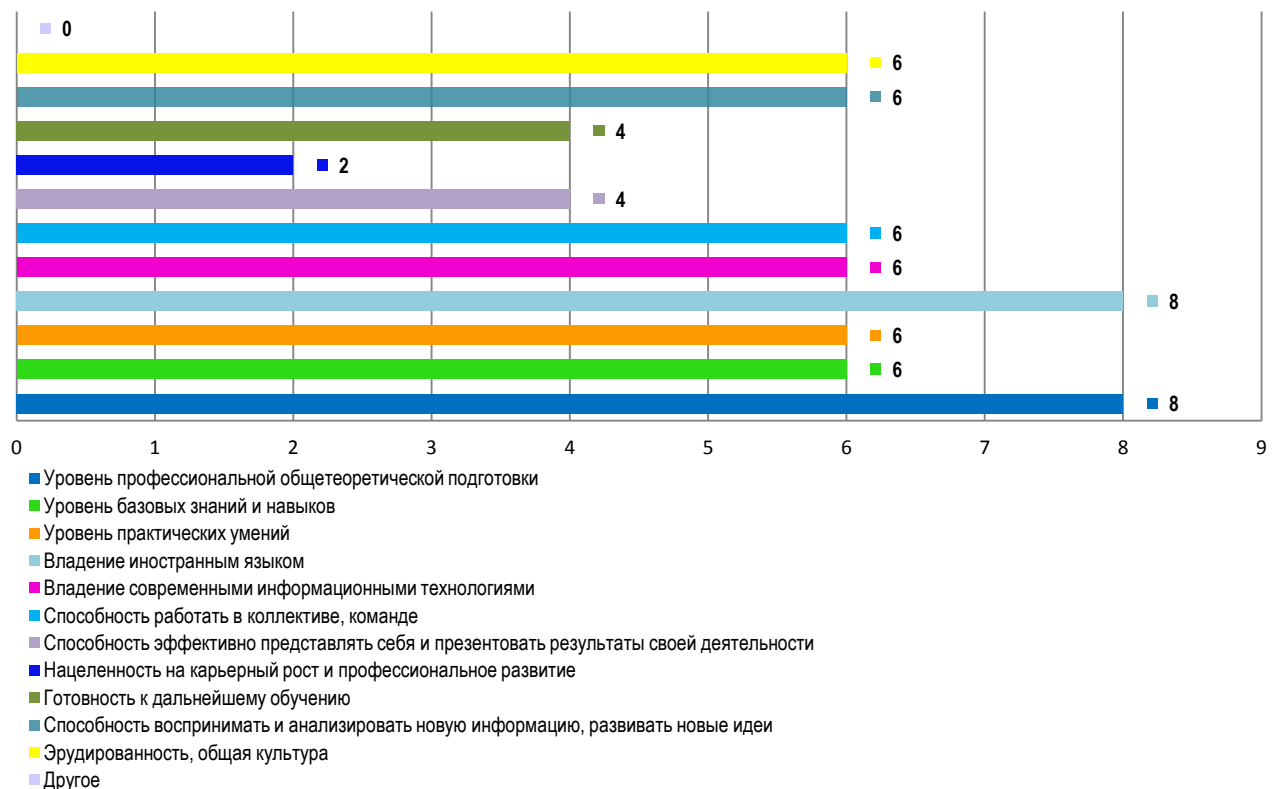 0
6
6
4
2
4
6
6
8
6
6
8
0 1 2 3 4 5 6 7 8 9
Уровень профессиональной общетеоретической подготовки
Уровень базовых знаний и навыков
Уровень практических умений
Владение иностранным языком
Владение современными информационными технологиями
Способность работать в коллективе, команде
Способность эффективно представлять себя и презентовать результаты своей деятельности
Нацеленность на карьерный рост и профессиональное развитие
Готовность к дальнейшему обучению
Способность воспринимать и анализировать новую информацию, развивать новые идеи
Эрудированность, общая культура
Другое